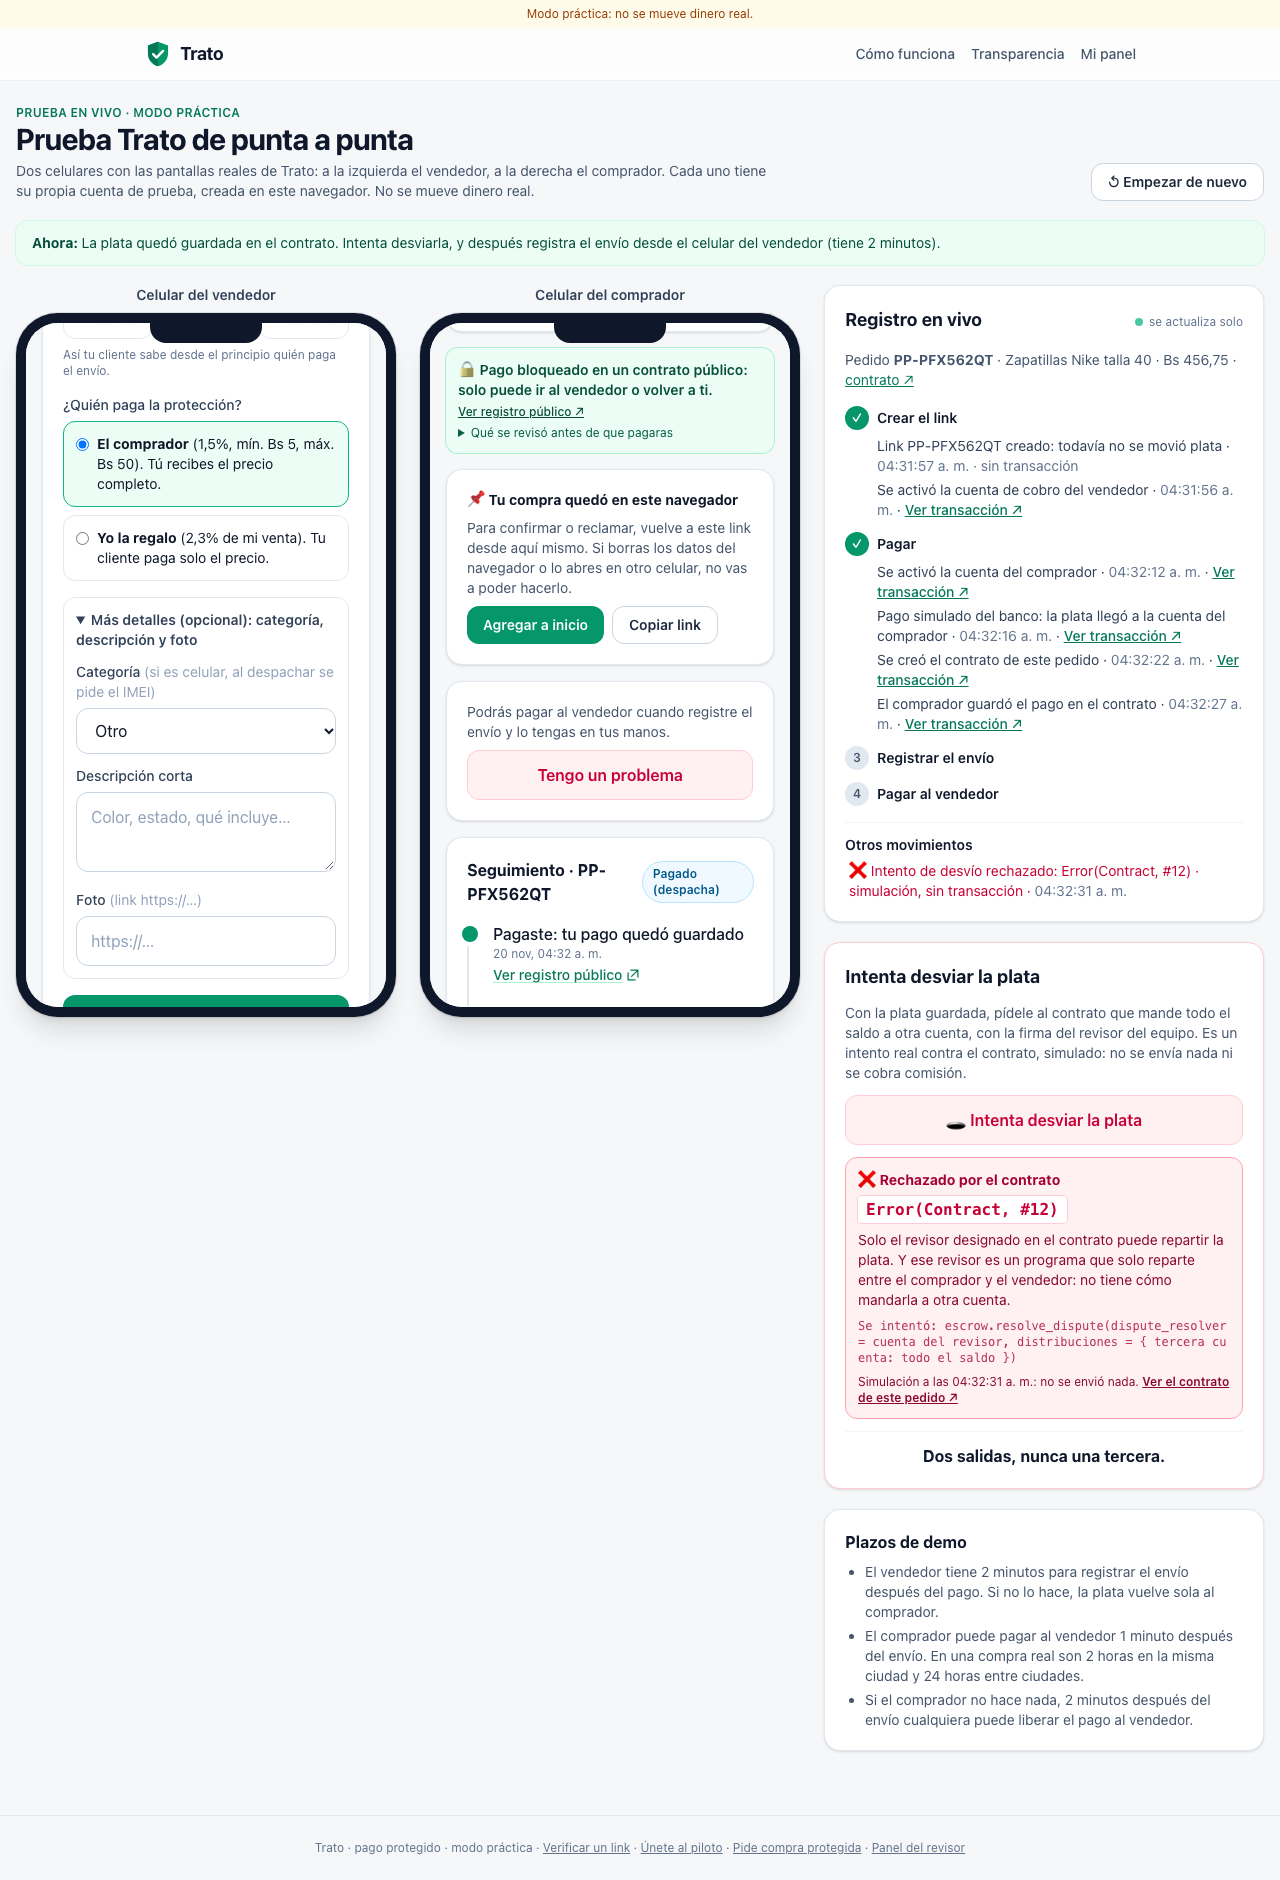 Modo práctica: no se mueve dinero real.
Trato
Cómo funciona
Transparencia
Mi panel
PRUEBA EN VIVO · MODO PRÁCTICA
Prueba Trato de punta a punta
Dos celulares con las pantallas reales de Trato: a la izquierda el vendedor, a la derecha el comprador. Cada uno tiene
su propia cuenta de prueba, creada en este navegador. No se mueve dinero real.
Empezar de nuevo
Ahora: La plata quedó guardada en el contrato. Intenta desviarla, y después registra el envío desde el celular del vendedor (tiene 2 minutos).
Celular del vendedor
Así tu cliente sabe desde el principio quién paga
el envío.
¿Quién paga la protección?
El comprador (1,5%, mín. Bs 5, máx.
Bs 50). Tú recibes el precio
completo.
Yo la regalo (2,3% de mi venta). Tu
cliente paga solo el precio.
Más detalles (opcional): categoría,
descripción y foto
Categoría (si es celular, al despachar se
pide el IMEI)
Otro
Descripción corta
Color, estado, qué incluye...
Foto (link https://...)
https://...
Celular del comprador
Pago bloqueado en un contrato público:
solo puede ir al vendedor o volver a ti.
Ver registro público ↗
Qué se revisó antes de que pagaras
Tu compra quedó en este navegador
Para confirmar o reclamar, vuelve a este link
desde aquí mismo. Si borras los datos del
navegador o lo abres en otro celular, no vas
a poder hacerlo.
Agregar a inicio
Copiar link
Podrás pagar al vendedor cuando registre el
envío y lo tengas en tus manos.
Tengo un problema
Seguimiento · PP-
PFX562QT
Pagado
(despacha)
Pagaste: tu pago quedó guardado
20 nov, 04:32 a. m.
Ver registro público
Registro en vivo
se actualiza solo
Pedido PP-PFX562QT · Zapatillas Nike talla 40 · Bs 456,75 ·
contrato ↗
Crear el link
Link PP-PFX562QT creado: todavía no se movió plata ·
04:31:57 a. m. · sin transacción
Se activó la cuenta de cobro del vendedor · 04:31:56 a.
m. · Ver transacción ↗
Pagar
Se activó la cuenta del comprador · 04:32:12 a. m. · Ver
transacción ↗
Pago simulado del banco: la plata llegó a la cuenta del
comprador · 04:32:16 a. m. · Ver transacción ↗
Se creó el contrato de este pedido · 04:32:22 a. m. · Ver
transacción ↗
El comprador guardó el pago en el contrato · 04:32:27 a.
m. · Ver transacción ↗
3 Registrar el envío
4 Pagar al vendedor
Otros movimientos
❌ Intento de desvío rechazado: Error(Contract, #12) ·
simulación, sin transacción · 04:32:31 a. m.
Intenta desviar la plata
Con la plata guardada, pídele al contrato que mande todo el
saldo a otra cuenta, con la firma del revisor del equipo. Es un
intento real contra el contrato, simulado: no se envía nada ni
se cobra comisión.
Intenta desviar la plata
❌ Rechazado por el contrato
Error(Contract, #12)
Solo el revisor designado en el contrato puede repartir la
plata. Y ese revisor es un programa que solo reparte
entre el comprador y el vendedor: no tiene cómo
mandarla a otra cuenta.
Se intentó: escrow.resolve_dispute(dispute_resolver
= cuenta del revisor, distribuciones = { tercera cu
enta: todo el saldo })
Simulación a las 04:32:31 a. m.: no se envió nada. Ver el contrato
de este pedido ↗
Dos salidas, nunca una tercera.
Plazos de demo
• El vendedor tiene 2 minutos para registrar el envío
después del pago. Si no lo hace, la plata vuelve sola al
comprador.
• El comprador puede pagar al vendedor 1 minuto después
del envío. En una compra real son 2 horas en la misma
ciudad y 24 horas entre ciudades.
• Si el comprador no hace nada, 2 minutos después del
envío cualquiera puede liberar el pago al vendedor.
Trato · pago protegido · modo práctica · Verificar un link · Únete al piloto · Pide compra protegida · Panel del revisor